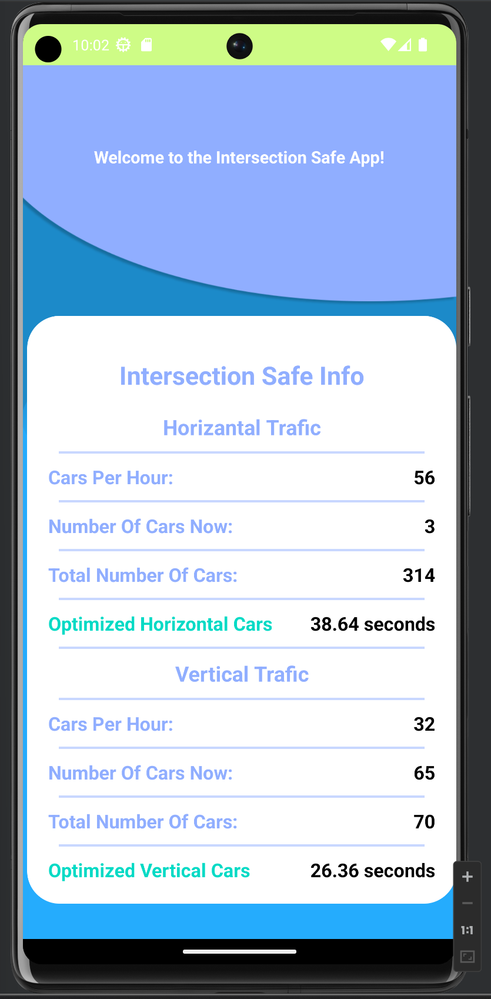 10:02
Welcome to the Intersection Safe App!
Intersection Safe Info
Horizantal Trafic
Cars Per Hour: 56
Number Of Cars Now: 3
Total Number Of Cars: 314
Optimized Horizontal Cars 38.64 seconds
Vertical Trafic
Cars Per Hour: 32
Number Of Cars Now: 65
Total Number Of Cars: 70
Optimized Vertical Cars 26.36 seconds
1:1